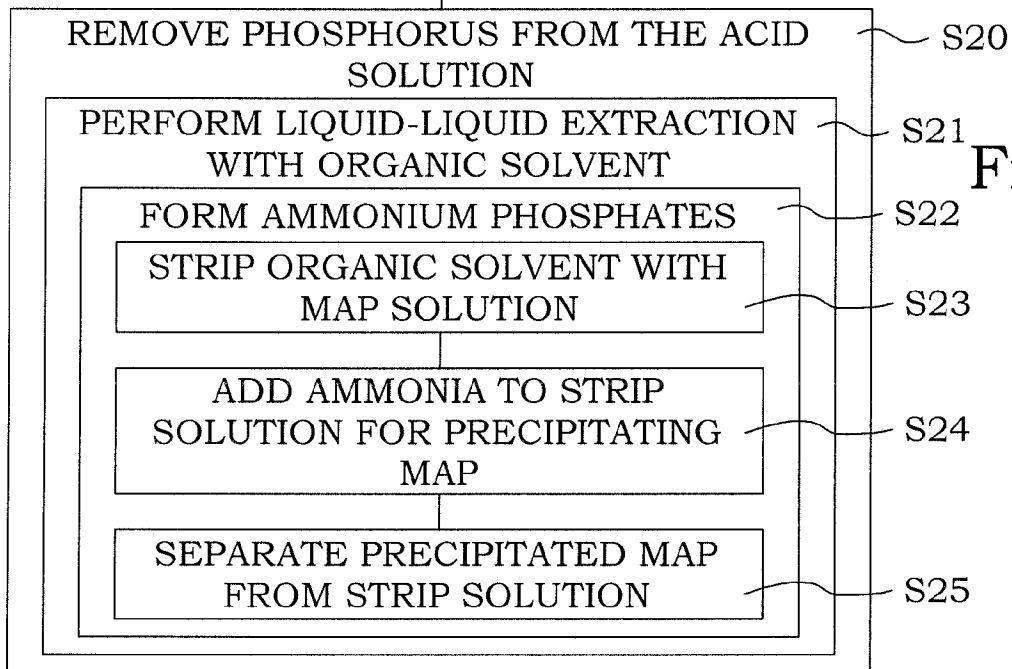 REMOVE PHOSPHORUS FROM THE ACID
SOLUTION
S20
PERFORM LIQUID-LIQUID EXTRACTION
WITH ORGANIC SOLVENT
S21
FORM AMMONIUM PHOSPHATES
S22
STRIP ORGANIC SOLVENT WITH
MAP SOLUTION
S23
ADD AMMONIA TO STRIP
SOLUTION FOR PRECIPITATING
MAP
S24
SEPARATE PRECIPITATED MAP
FROM STRIP SOLUTION
S25